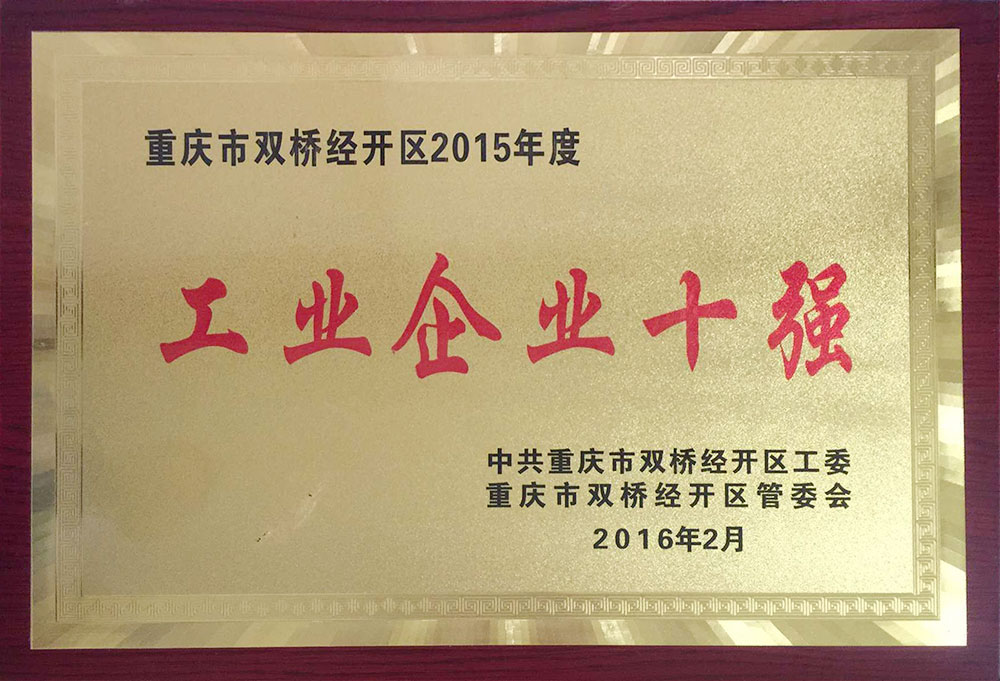 重庆市双桥经开区2015年度
工业企业十强
中共重庆市双桥经开区工委
重庆市双桥经开区管委会
2016年2月